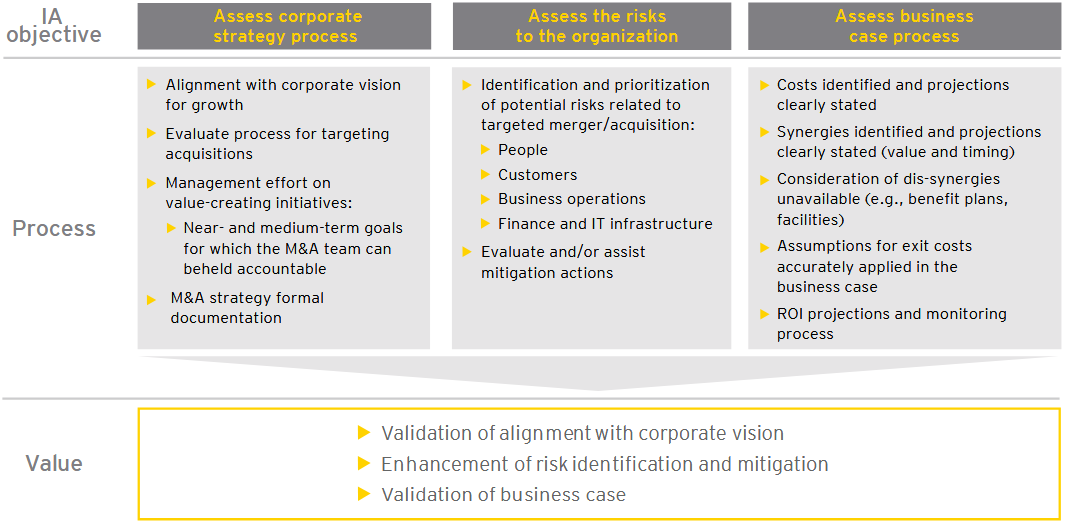 IA
objective
Assess corporate
strategy process
Assess the risks
to the organization
Assess business
case process
Process
Alignment with corporate vision
for growth
Evaluate process for targeting
acquisitions
Management effort on
value-creating initiatives:
Near- and medium-term goals
for which the M&A team can
beheld accountable
M&A strategy formal
documentation
Identification and prioritization
of potential risks related to
targeted merger/acquisition:
People
Customers
Business operations
Finance and IT infrastructure
Evaluate and/or assist
mitigation actions
Costs identified and projections
clearly stated
Synergies identified and projections
clearly stated (value and timing)
Consideration of dis-synergies
unavailable (e.g., benefit plans,
facilities)
Assumptions for exit costs
accurately applied in the
business case
ROI projections and monitoring
process
Value
Validation of alignment with corporate vision
Enhancement of risk identification and mitigation
Validation of business case